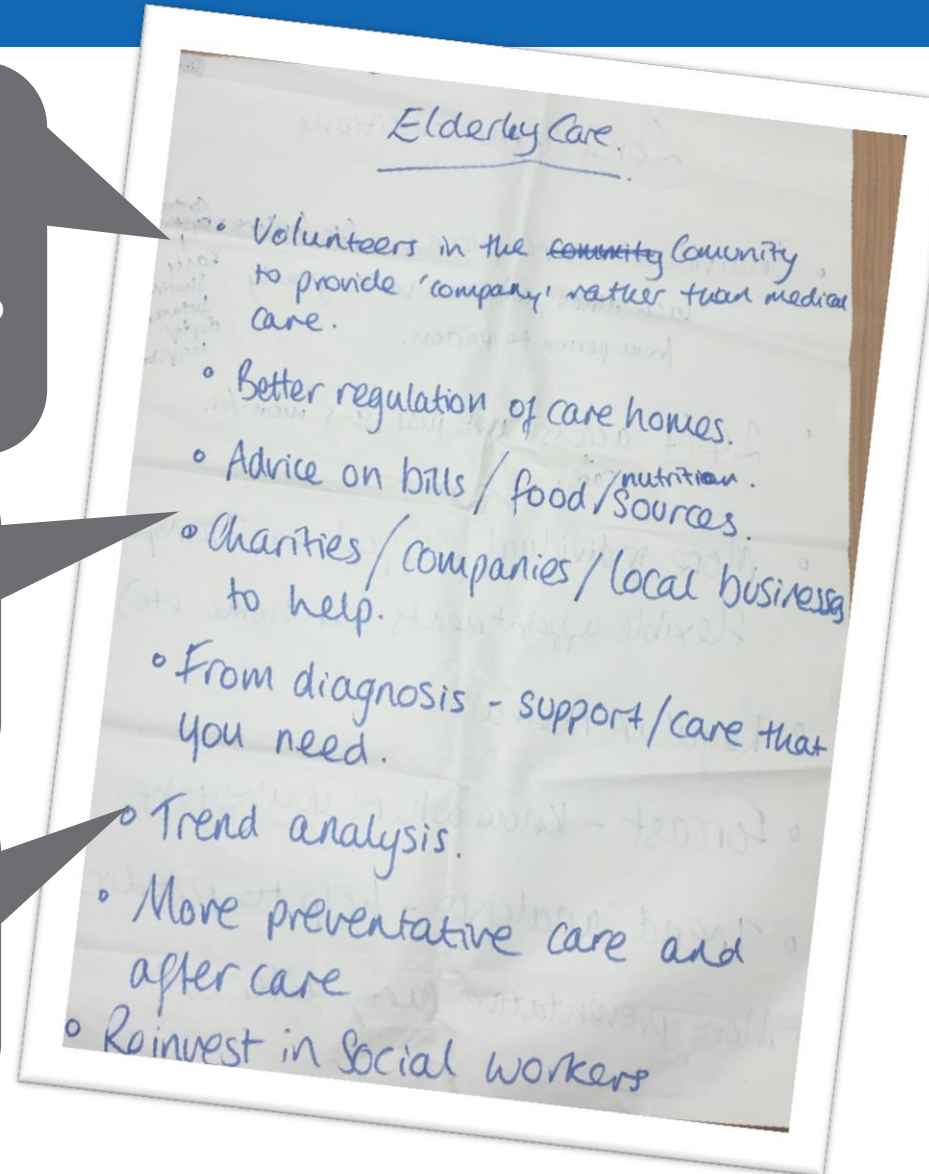 Elderley Care.
• Volunteers in the community Comunity
to provide 'company' rather than medical
care.
• Better regulation of care homes.
• Advice on bills / food / nutrition.
sources.
• Charities / companies / local businesses
to help.
• From diagnosis - support/care that
you need.
• Trend analysis.
• More preventative care and
after care
• Reinvest in Social workers